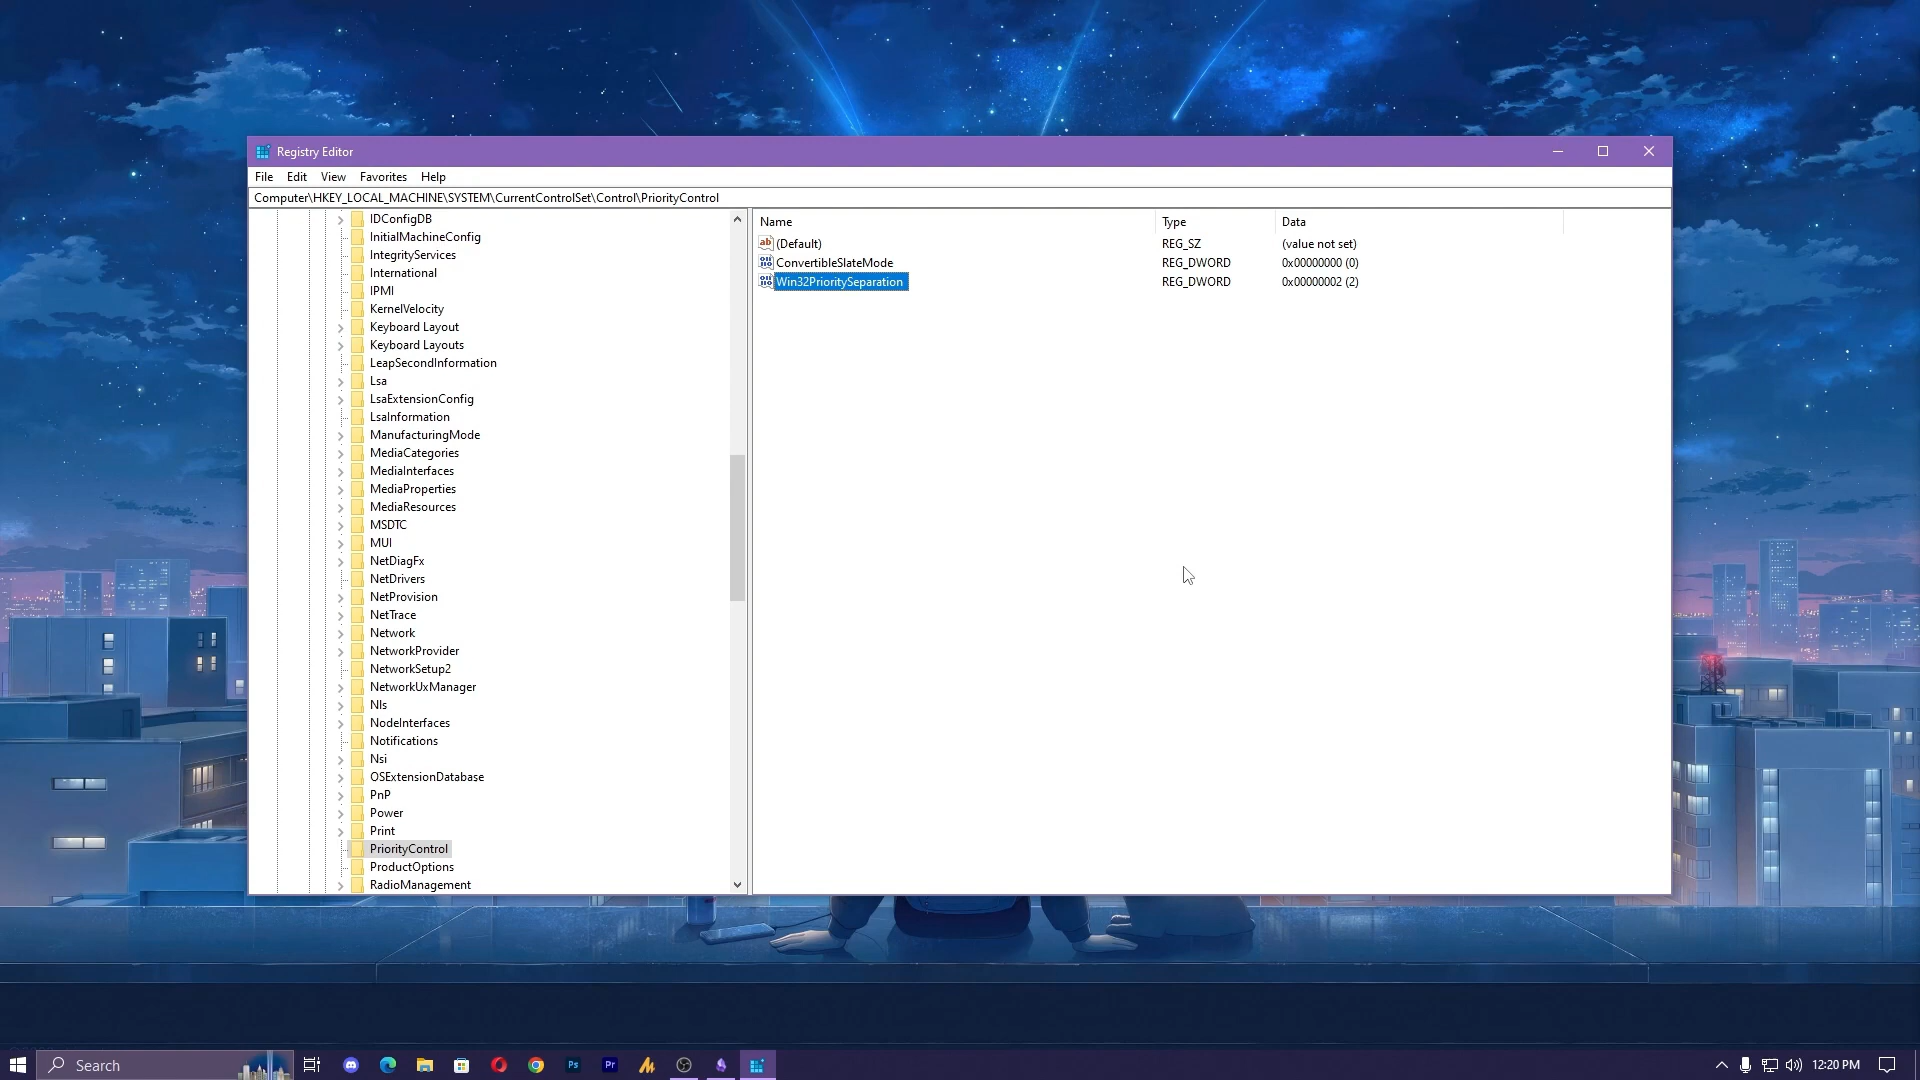 Registry Editor
File Edit View Favorites Help
Computer\HKEY_LOCAL_MACHINE\SYSTEM\CurrentControlSet\Control\PriorityControl
IDConfigDB
InitialMachineConfig
IntegrityServices
International
IPMI
KernelVelocity
Keyboard Layout
Keyboard Layouts
LeapSecondInformation
Lsa
LsaExtensionConfig
LsaInformation
ManufacturingMode
MediaCategories
MediaInterfaces
MediaProperties
MediaResources
MSDTC
MUI
NetDiagFx
NetDrivers
NetProvision
NetTrace
Network
NetworkProvider
NetworkSetup2
NetworkUxManager
Nls
NodeInterfaces
Notifications
Nsi
OSExtensionDatabase
PnP
Power
Print
PriorityControl
ProductOptions
RadioManagement
Name Type Data
ab (Default) REG_SZ (value not set)
ConvertibleSlateMode REG_DWORD 0x00000000 (0)
Win32PrioritySeparation REG_DWORD 0x00000002 (2)
Search Ps Pr 12:20 PM